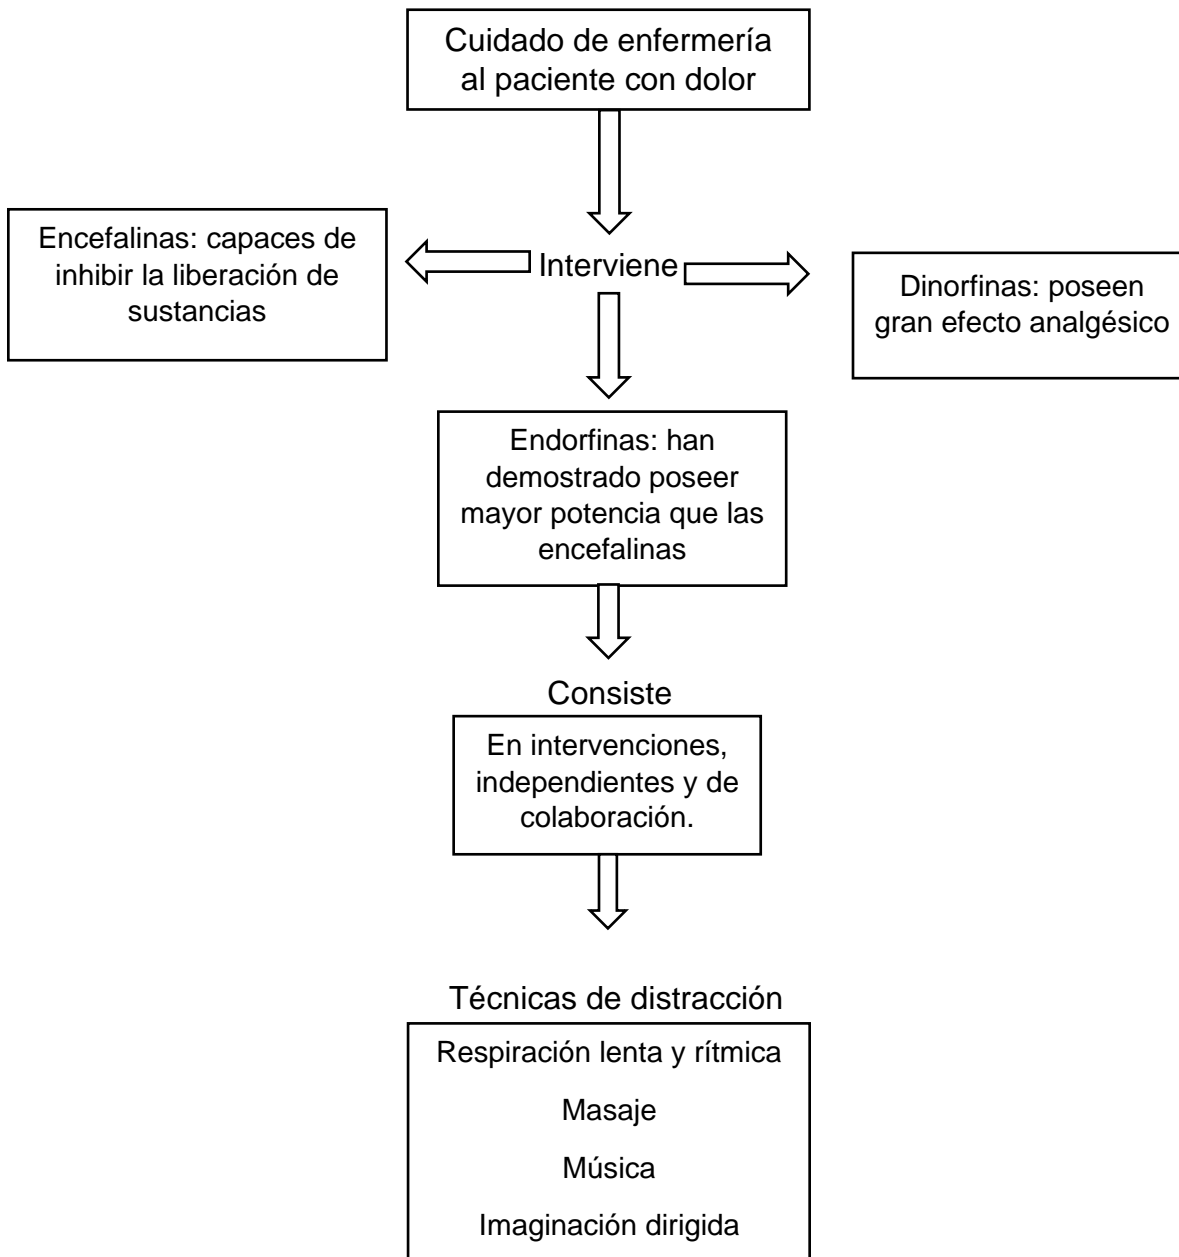 Cuidado de enfermería
al paciente con dolor
Encefalinas: capaces de
inhibir la liberación de
sustancias
Interviene
Dinorfinas: poseen
gran efecto analgésico
Endorfinas: han
demostrado poseer
mayor potencia que las
encefalinas
Consiste
En intervenciones,
independientes y de
colaboración.
Técnicas de distracción
Respiración lenta y rítmica
Masaje
Música
Imaginación dirigida